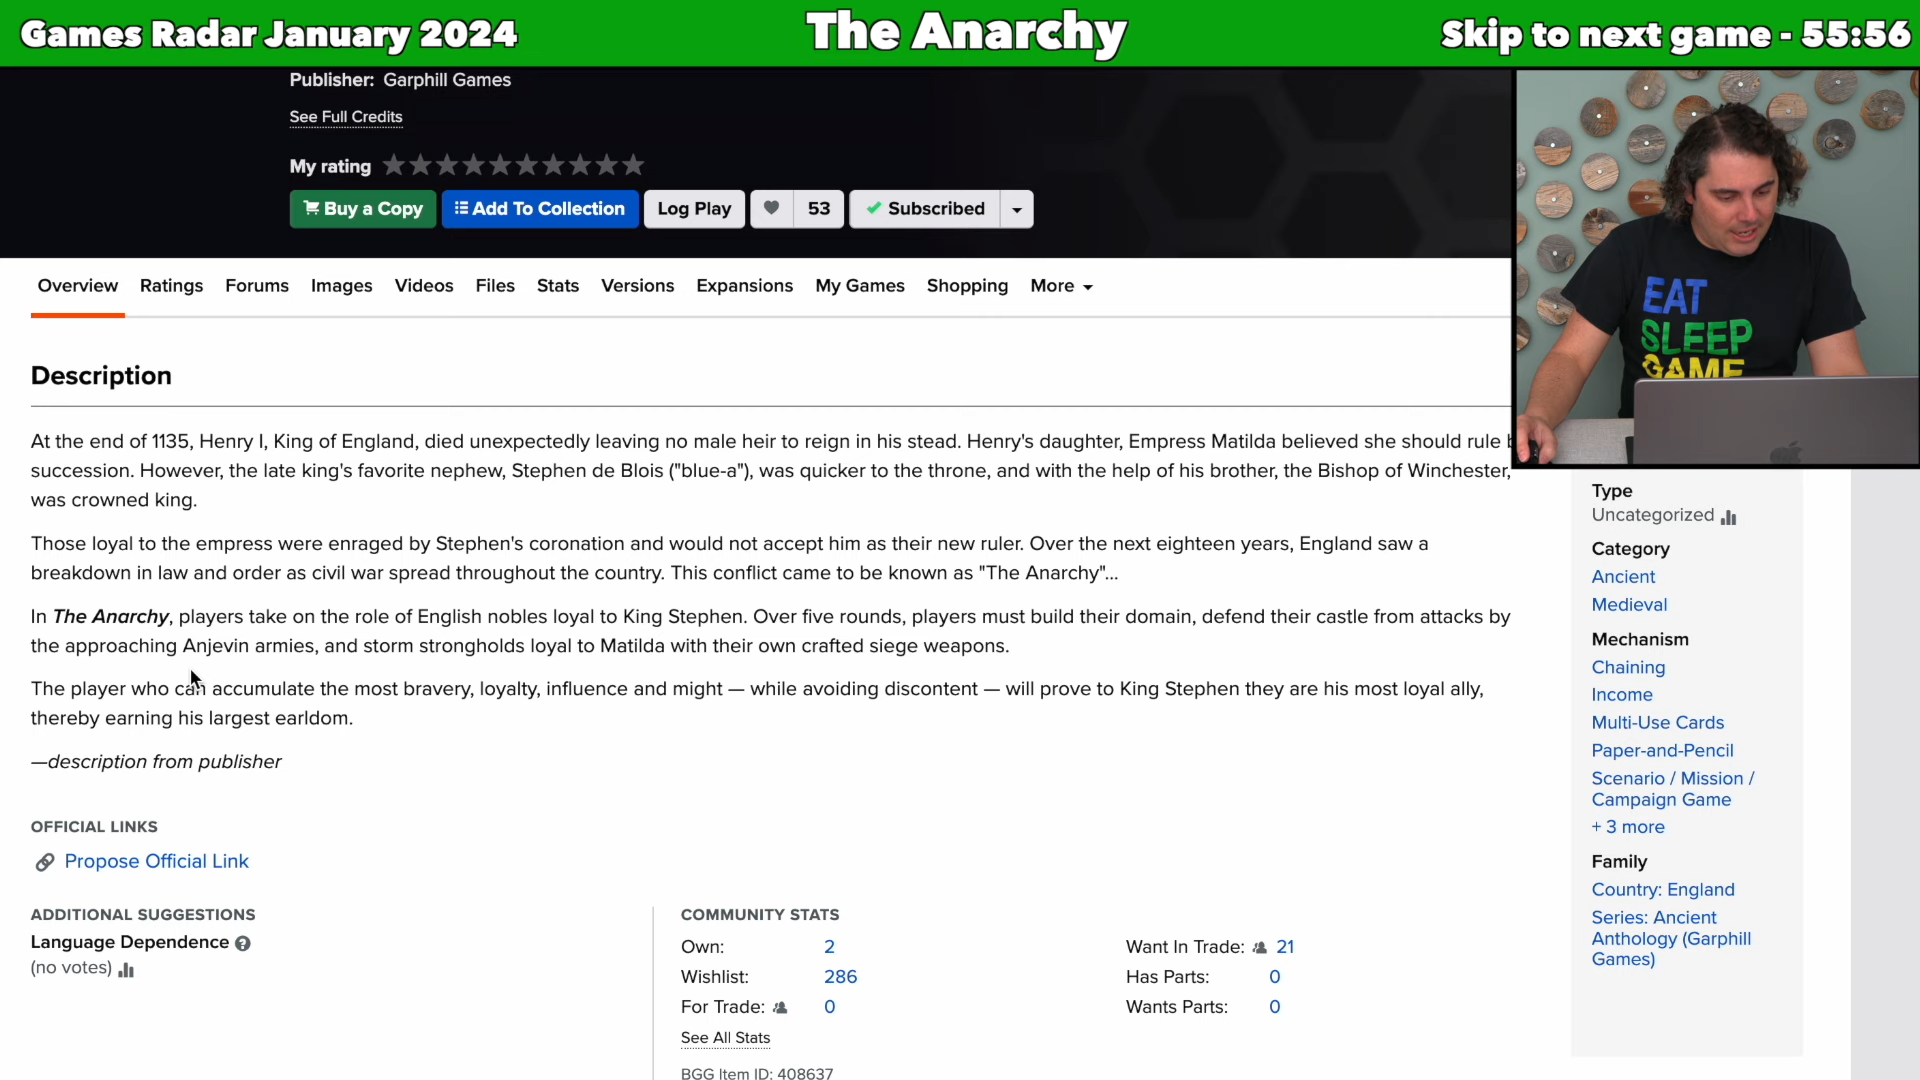 Games Radar January 2024
The Anarchy
Skip to next game - 55:56
Publisher: Garphill Games
See Full Credits
My rating
Buy a Copy
Add To Collection
Log Play
53
Subscribed
Overview
Ratings
Forums
Images
Videos
Files
Stats
Versions
Expansions
My Games
Shopping
More
EAT
SLEEP
GAME
Description
At the end of 1135, Henry I, King of England, died unexpectedly leaving no male heir to reign in his stead. Henry's daughter, Empress Matilda believed she should rule
succession. However, the late king's favorite nephew, Stephen de Blois ("blue-a"), was quicker to the throne, and with the help of his brother, the Bishop of Winchester,
was crowned king.
Those loyal to the empress were enraged by Stephen's coronation and would not accept him as their new ruler. Over the next eighteen years, England saw a
breakdown in law and order as civil war spread throughout the country. This conflict came to be known as "The Anarchy"...
In The Anarchy, players take on the role of English nobles loyal to King Stephen. Over five rounds, players must build their domain, defend their castle from attacks by
the approaching Anjevin armies, and storm strongholds loyal to Matilda with their own crafted siege weapons.
The player who can accumulate the most bravery, loyalty, influence and might — while avoiding discontent — will prove to King Stephen they are his most loyal ally,
thereby earning his largest earldom.
—description from publisher
OFFICIAL LINKS
Propose Official Link
ADDITIONAL SUGGESTIONS
Language Dependence
(no votes)
COMMUNITY STATS
Own: 2
Wishlist: 286
For Trade: 0
See All Stats
BGG Item ID: 408637
Want In Trade: 21
Has Parts: 0
Wants Parts: 0
Type
Uncategorized
Category
Ancient
Medieval
Mechanism
Chaining
Income
Multi-Use Cards
Paper-and-Pencil
Scenario / Mission /
Campaign Game
+ 3 more
Family
Country: England
Series: Ancient
Anthology (Garphill
Games)